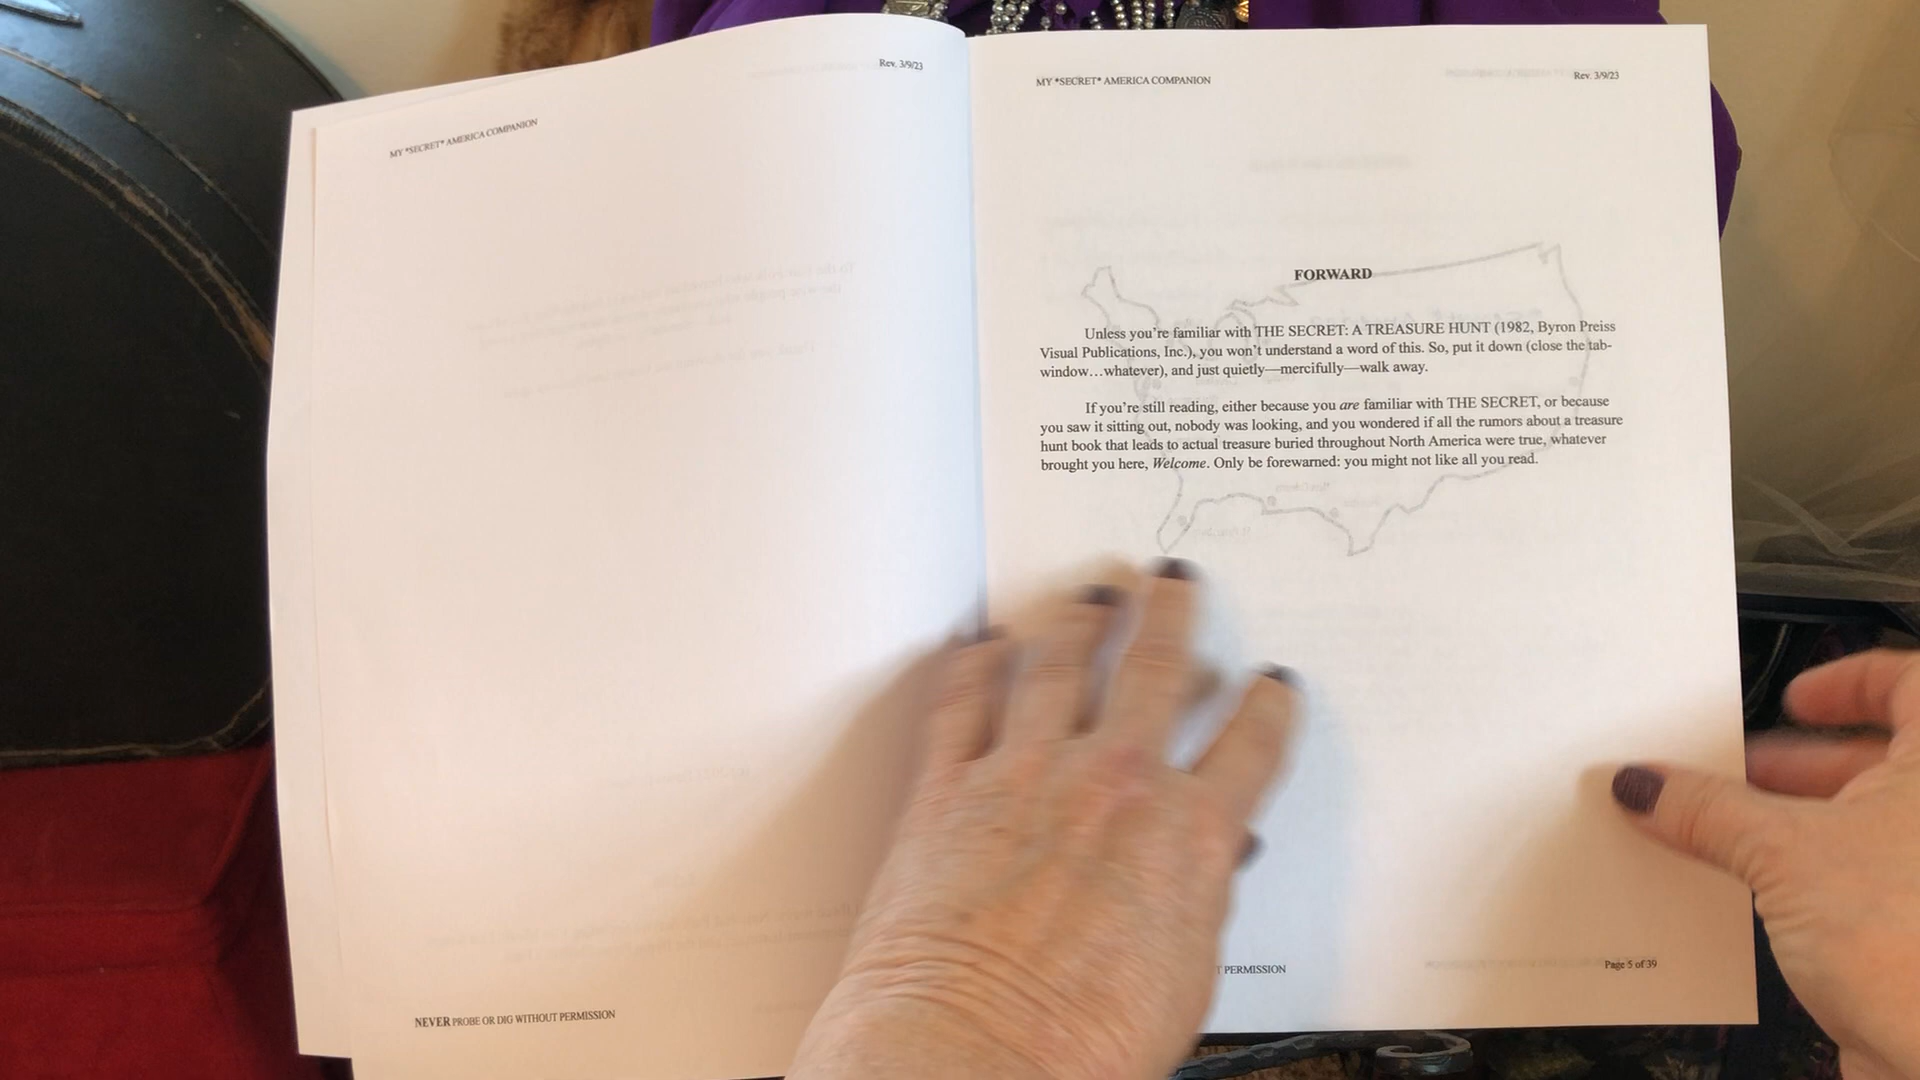 Rev. 3/9/23
MY *SECRET* AMERICA COMPANION
NEVER PROBE OR DIG WITHOUT PERMISSION
MY *SECRET* AMERICA COMPANION
Rev. 3/9/23
FORWARD
Unless you're familiar with THE SECRET: A TREASURE HUNT (1982, Byron Preiss
Visual Publications, Inc.), you won't understand a word of this. So, put it down (close the tab-
window…whatever), and just quietly—mercifully—walk away.
If you're still reading, either because you are familiar with THE SECRET, or because
you saw it sitting out, nobody was looking, and you wondered if all the rumors about a treasure
hunt book that leads to actual treasure buried throughout North America were true, whatever
brought you here, Welcome. Only be forewarned: you might not like all you read.
T PERMISSION
Page 5 of 39